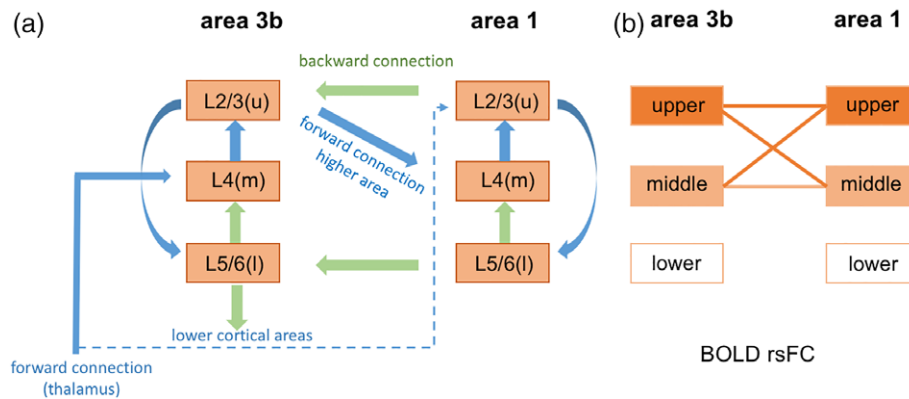 (a)
area 3b
area 1
backward connection
L2/3(u)
L2/3(u)
forward connection
higher area
L4(m)
L4(m)
L5/6(l)
L5/6(l)
lower cortical areas
forward connection
(thalamus)
(b)
area 3b
area 1
upper
upper
middle
middle
lower
lower
BOLD rsFC